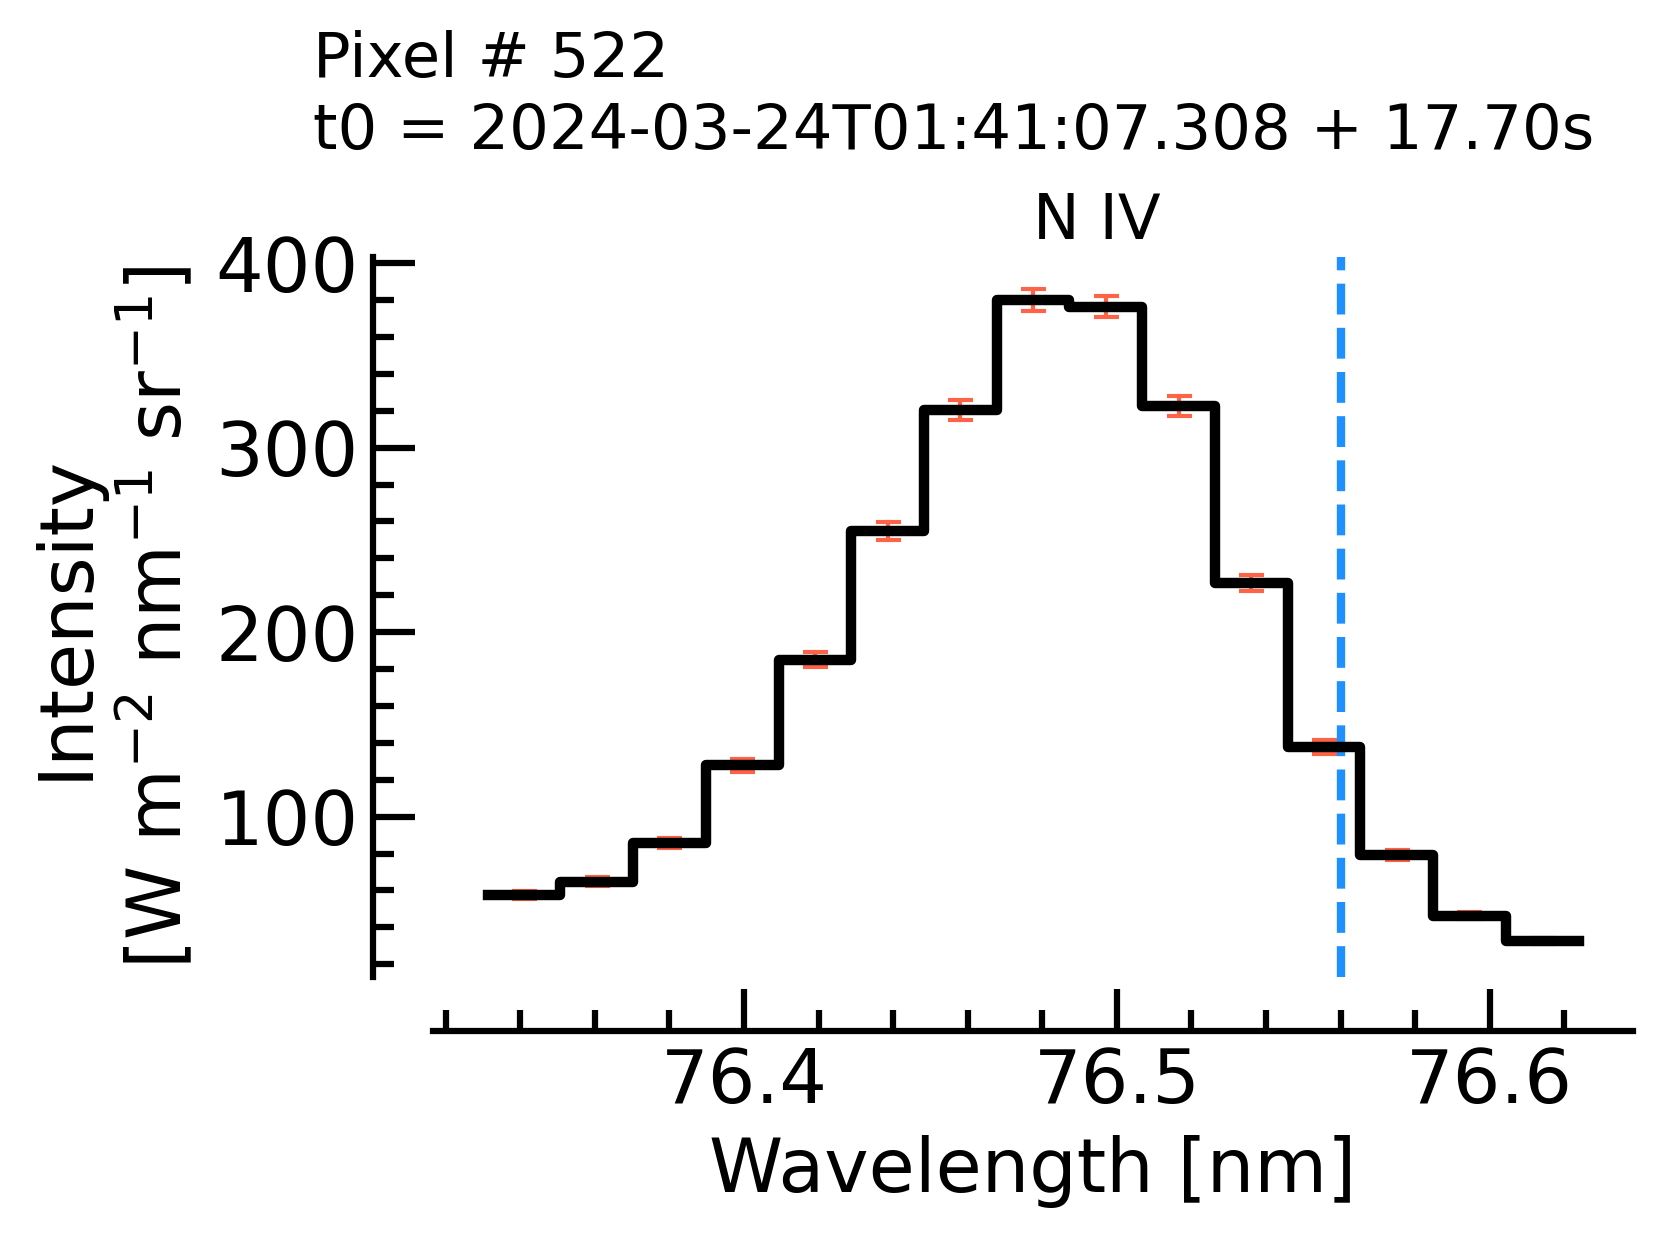 Pixel # 522
t0 = 2024-03-24T01:41:07.308 + 17.70s
N IV
Intensity
[W m⁻² nm⁻¹ sr⁻¹]
400
300
200
100
76.4 76.5 76.6
Wavelength [nm]